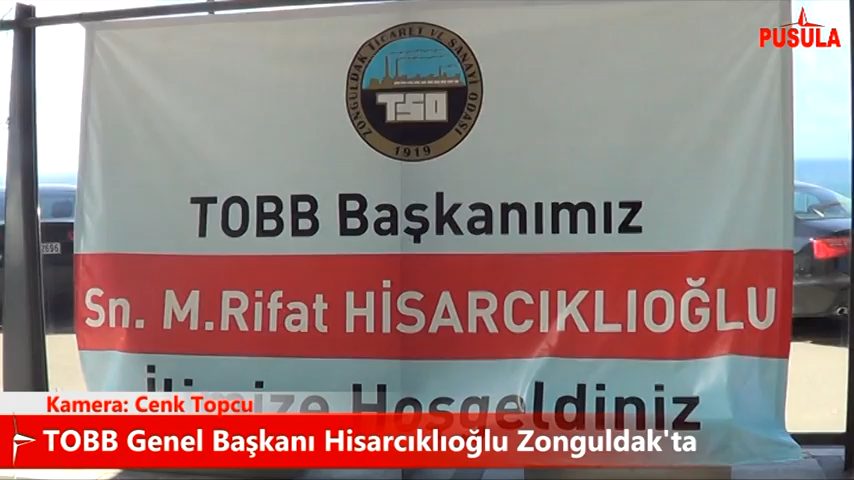 PUSULA
ZONGULDAK TİCARET VE SANAYİ ODASI
TSO
1919
TOBB Başkanımız
Sn. M.Rifat HİSARCIKLIOĞLU
İlimize Hoşgeldiniz
Kamera: Cenk Topcu
TOBB Genel Başkanı Hisarcıklıoğlu Zonguldak'ta